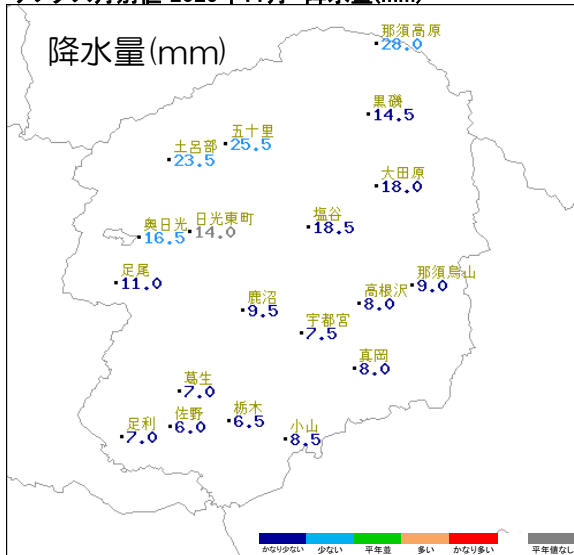 降水量(mm)
那須高原
28.0
黒磯
14.5
五十里
25.5
土呂部
23.5
大田原
18.0
日光東町
14.0
奥日光
16.5
塩谷
18.5
足尾
11.0
那須烏山
9.0
高根沢
8.0
鹿沼
9.5
宇都宮
7.5
真岡
8.0
葛生
7.0
佐野
6.0
栃木
6.5
足利
7.0
小山
8.5
かなり少ない 少ない 平年並 多い かなり多い 平年値なし